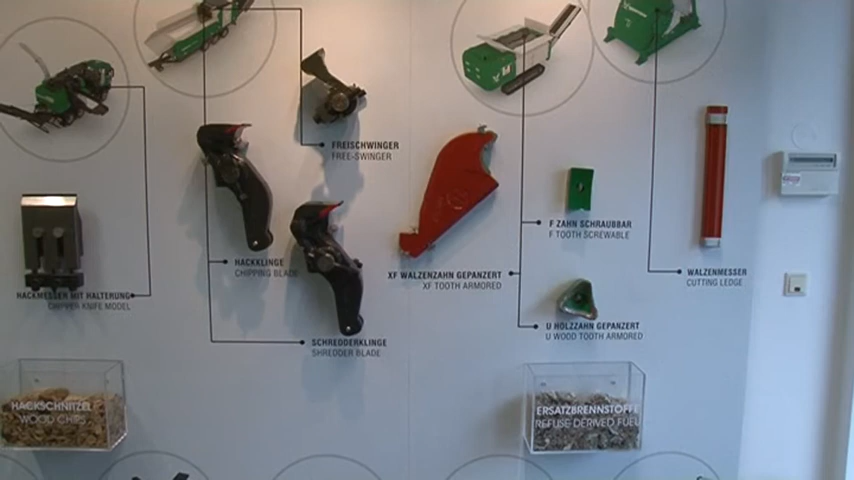 FREISCHWINGER
FREE-SWINGER
F ZAHN SCHRAUBBAR
F TOOTH SCREWABLE
HACKKLINGE
CHIPPING BLADE
XF WALZENZAHN GEPANZERT
XF TOOTH ARMORED
WALZENMESSER
CUTTING LEDGE
HACKMESSER MIT HALTERUNG
CHIPPER KNIFE MODEL
U HOLZZAHN GEPANZERT
U WOOD TOOTH ARMORED
SCHREDDERKLINGE
SHREDDER BLADE
HACKSCHNITZEL
WOOD CHIPS
ERSATZBRENNSTOFFE
REFUSE DERIVED FUEL